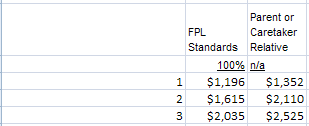 Parent or
FPL Caretaker
Standards Relative
100% n/a
1 $1,196 $1,352
2 $1,615 $2,110
3 $2,035 $2,525